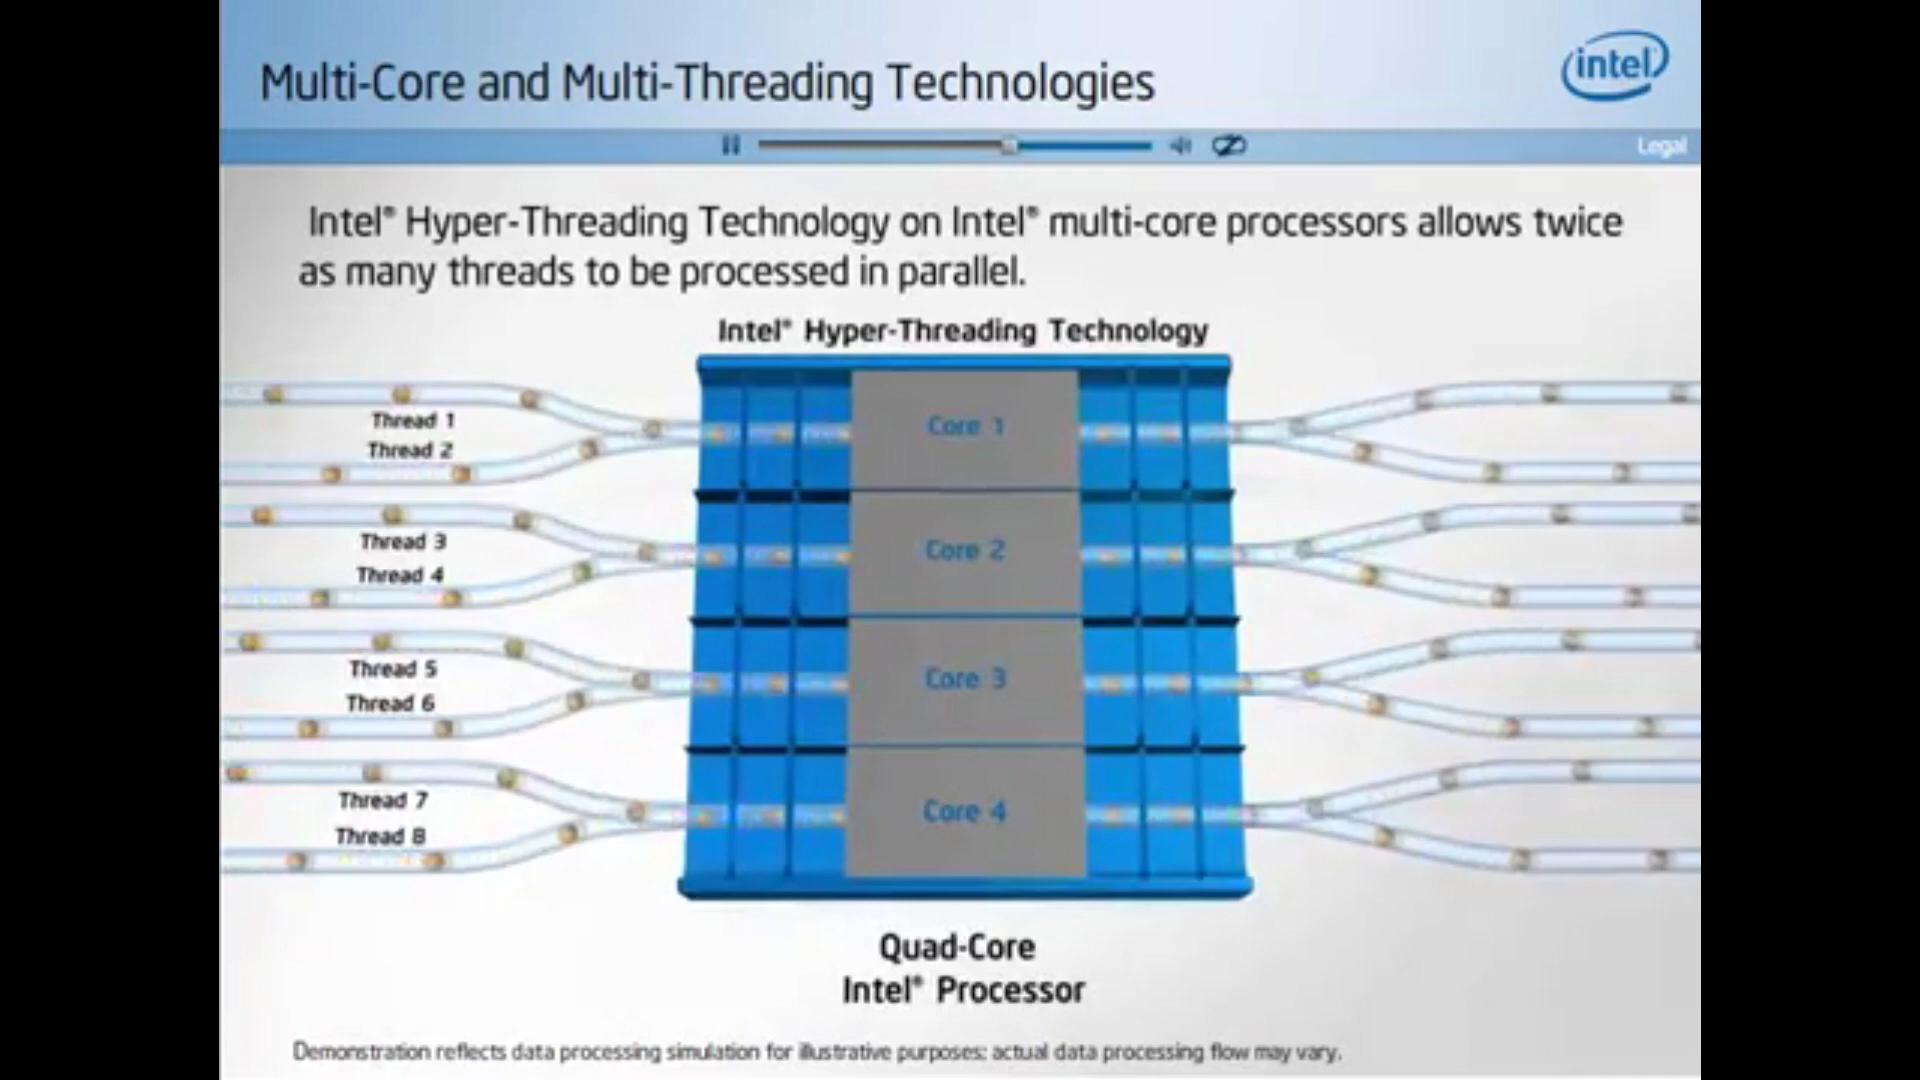 Multi-Core and Multi-Threading Technologies
intel
Legal
Intel® Hyper-Threading Technology on Intel® multi-core processors allows twice
as many threads to be processed in parallel.
Intel® Hyper-Threading Technology
Thread 1
Thread 2
Core 1
Thread 3
Thread 4
Core 2
Thread 5
Thread 6
Core 3
Thread 7
Thread 8
Core 4
Quad-Core
Intel® Processor
Demonstration reflects data processing simulation for illustrative purposes; actual data processing flow may vary.